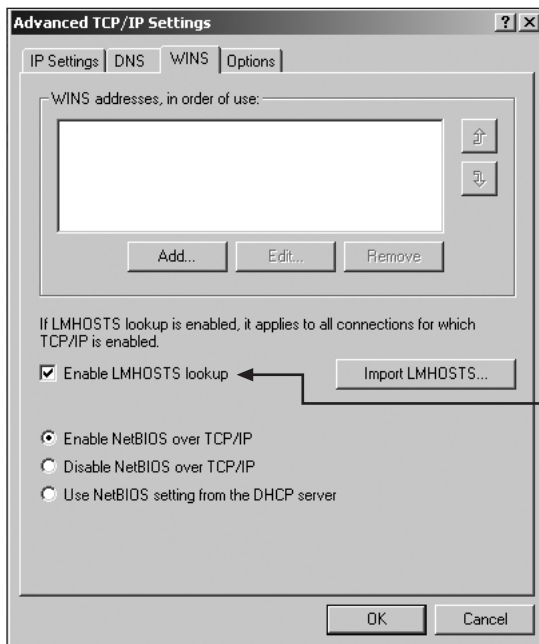 Advanced TCP/IP Settings
IP Settings DNS WINS Options
WINS addresses, in order of use:
Add... Edit... Remove
If LMHOSTS lookup is enabled, it applies to all connections for which
TCP/IP is enabled.
Enable LMHOSTS lookup Import LMHOSTS...
Enable NetBIOS over TCP/IP
Disable NetBIOS over TCP/IP
Use NetBIOS setting from the DHCP server
OK Cancel